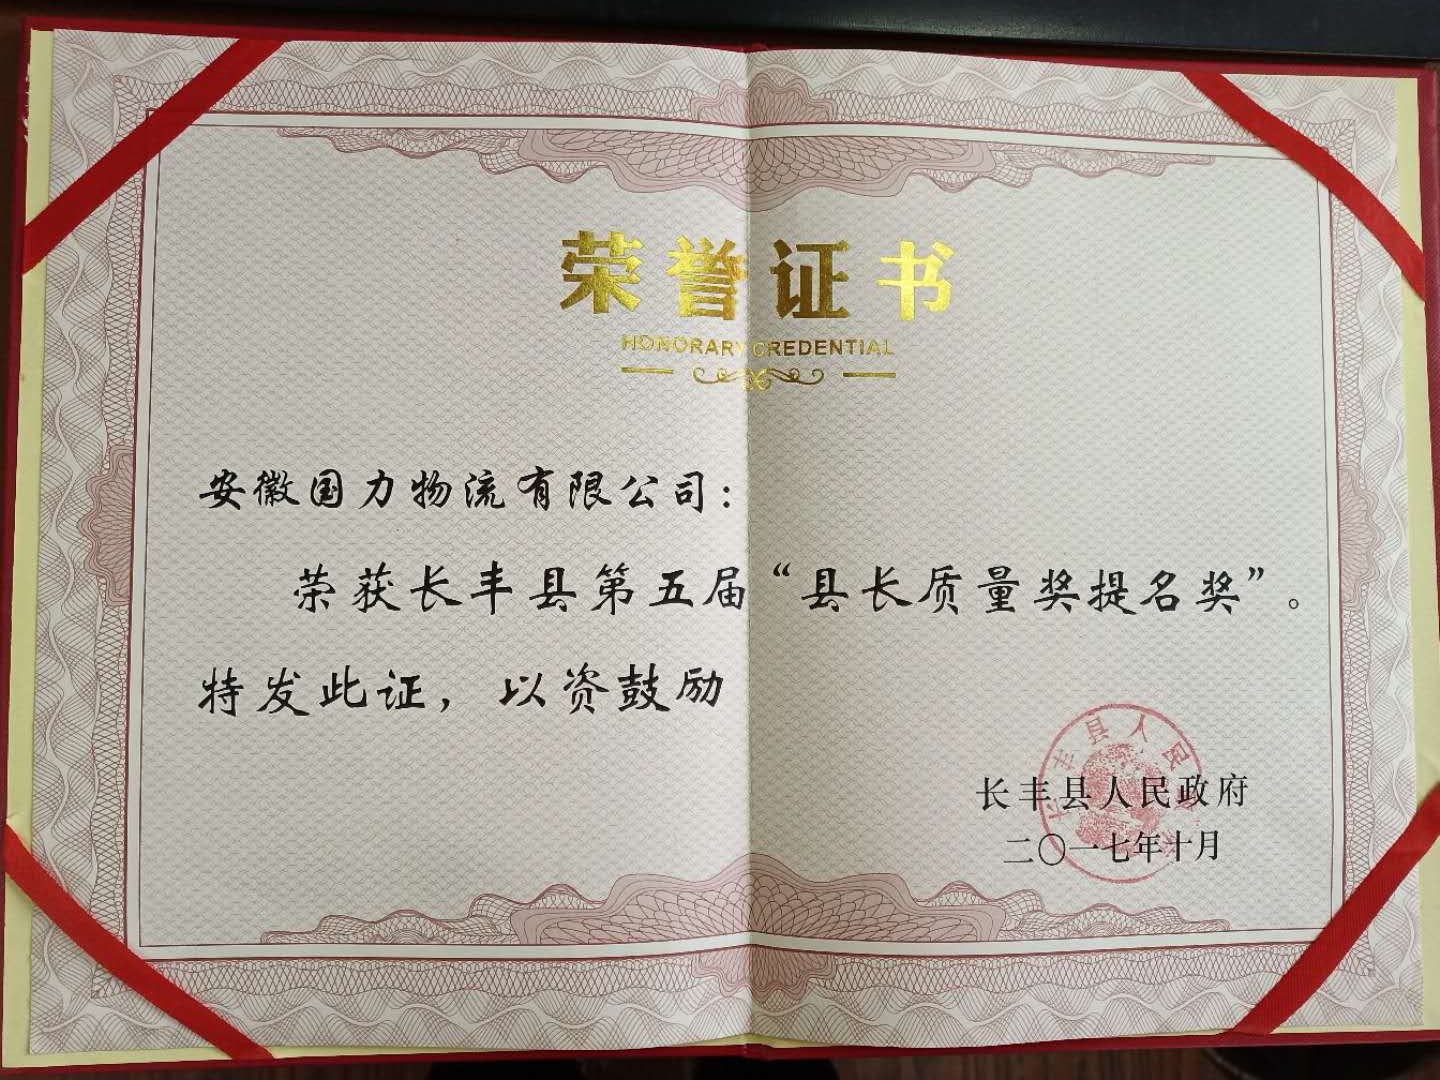 荣誉证书
HONORARY CREDENTIAL
安徽国力物流有限公司：
荣获长丰县第五届“县长质量奖提名奖”。
特发此证，以资鼓励
长丰县人民政府
二〇一七年十月